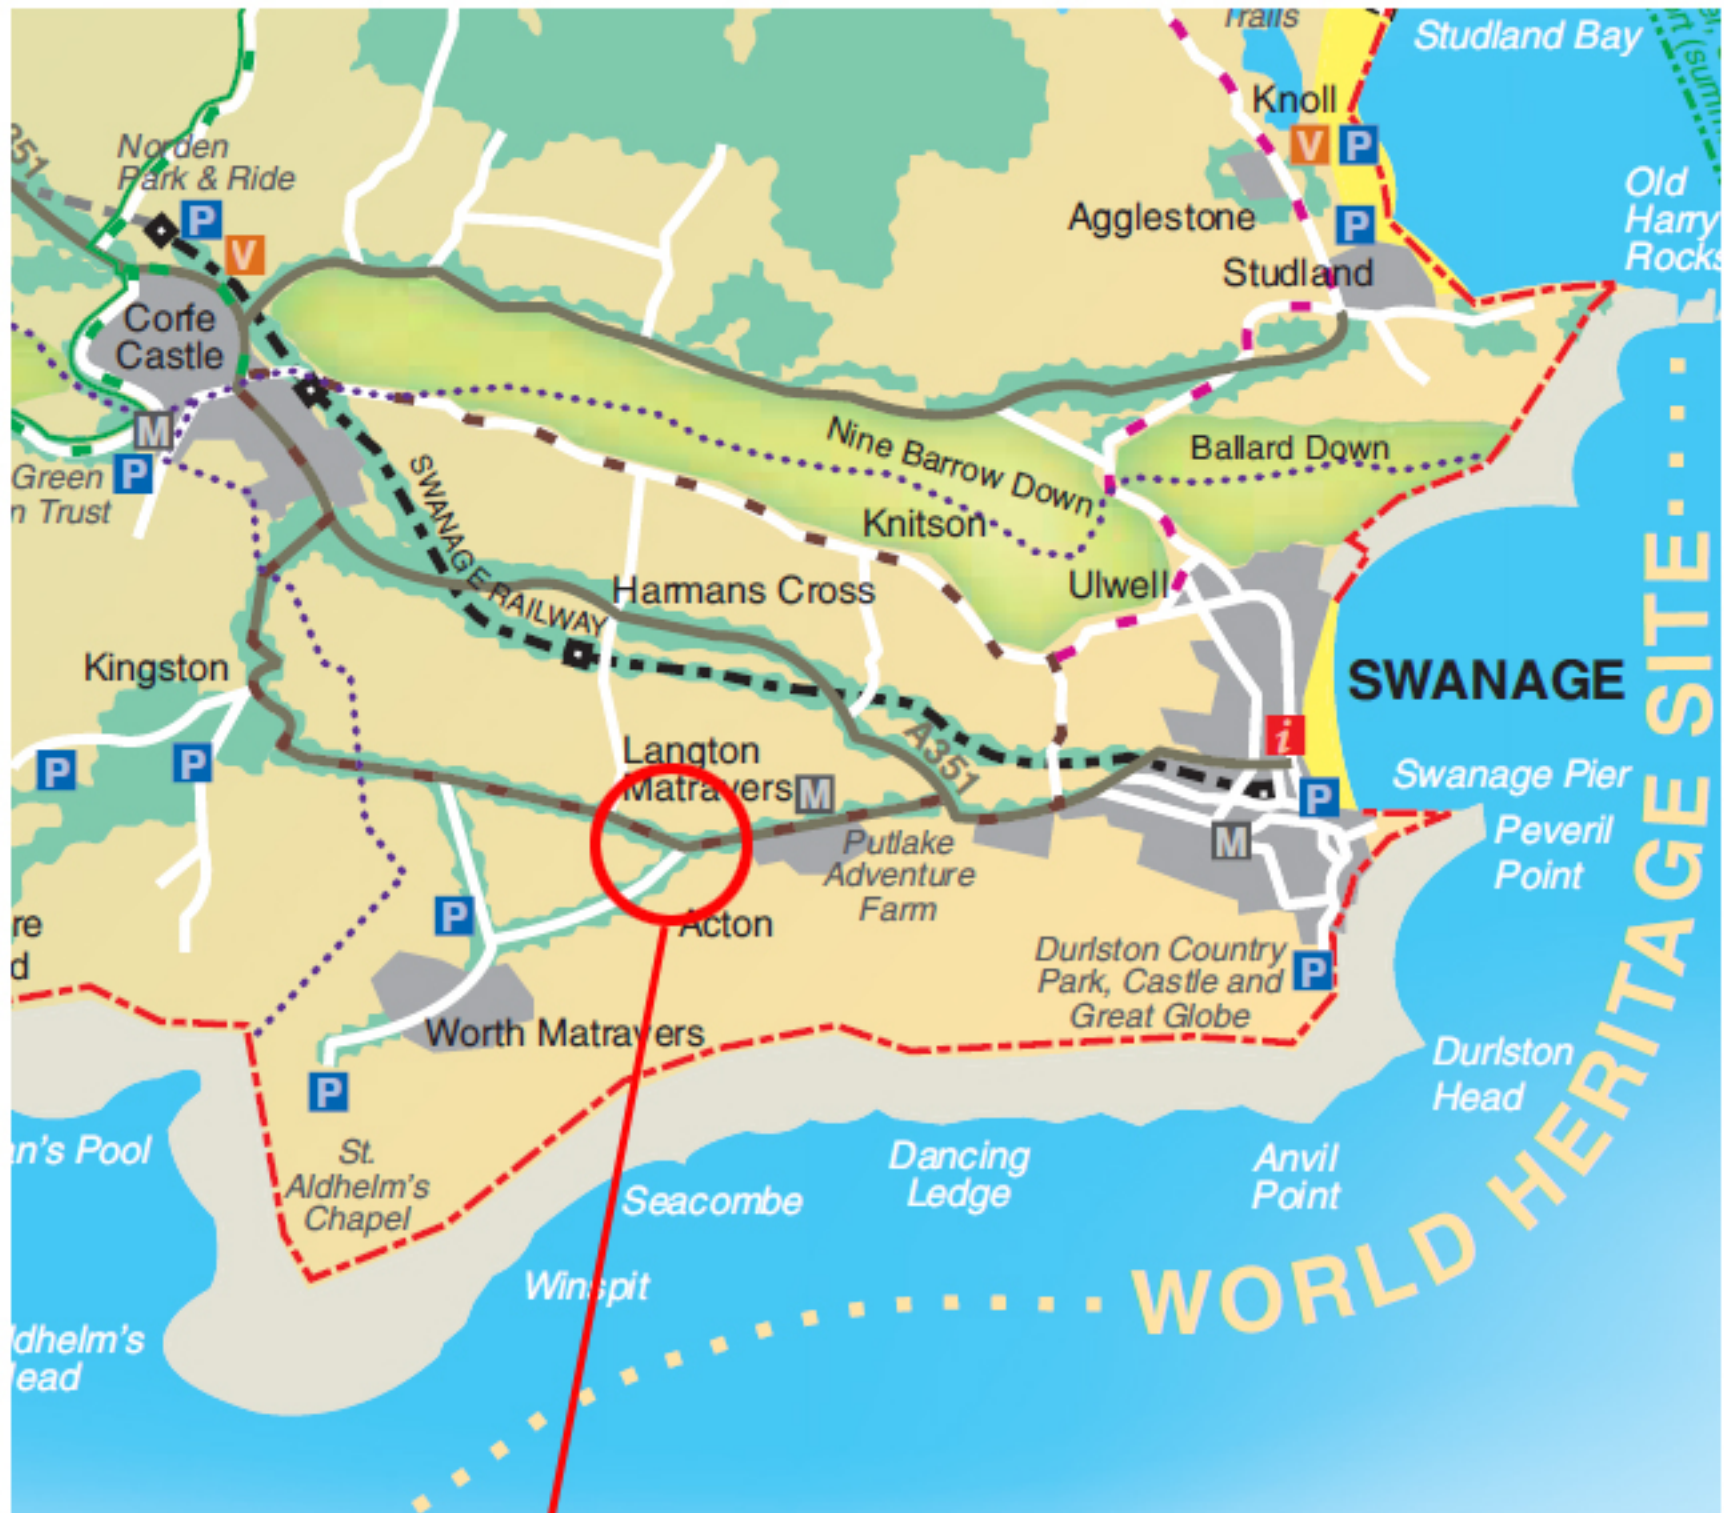 Trails
Studland Bay
Knoll
V P
351
Norden
Park & Ride
P
V
Old
Harry
Rocks
Agglestone
P
Studland
Corfe
Castle
M
P
Green
Trust
Nine Barrow Down
Ballard Down
Knitson
SWANAGE RAILWAY
Harmans Cross
Ulwell
Kingston
P
P
SWANAGE
i
A351
Langton
Matravers M
Swanage Pier
P
Putlake
Adventure
Farm
M
Peveril
Point
P
Acton
Durlston Country
Park, Castle and
Great Globe
P
Worth Matravers
P
Durlston
Head
St.
Aldhelm's
Chapel
Dancing
Ledge
Anvil
Point
Seacombe
Winspit
WORLD HERITAGE SITE